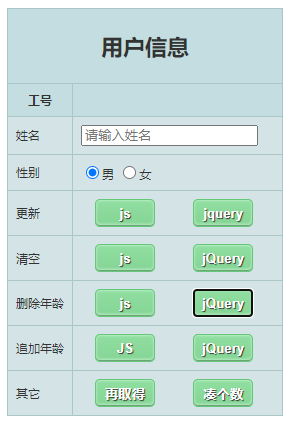 用户信息
工号
姓名 请输入姓名
性别 男 女
更新 js jquery
清空 js jQuery
删除年龄 js jQuery
追加年龄 JS jQuery
其它 再取得 凑个数